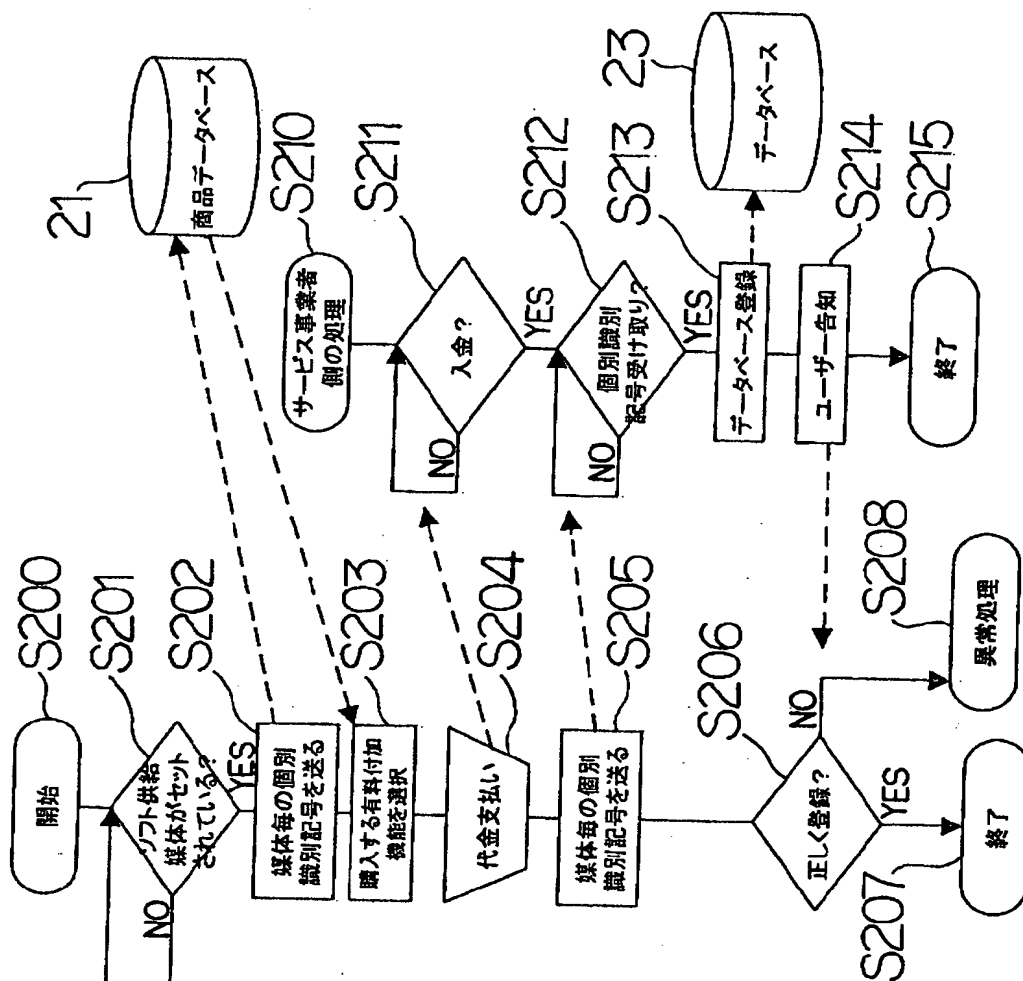 開始
S200
ソフト供給
媒体がセット
されている?
S201
NO
YES
媒体毎の個別
識別記号を送る
S202
購入する有料付加
機能を選択
S203
代金支払い
S204
媒体毎の個別
識別記号を送る
S205
正しく登録?
S206
NO
YES
終了
S207
異常処理
S208
21
商品データベース
サービス事業者
側の処理
S210
入金?
S211
NO
YES
個別識別
記号受け取り?
S212
NO
YES
データベース登録
S213
データベース
23
ユーザー告知
S214
終了
S215